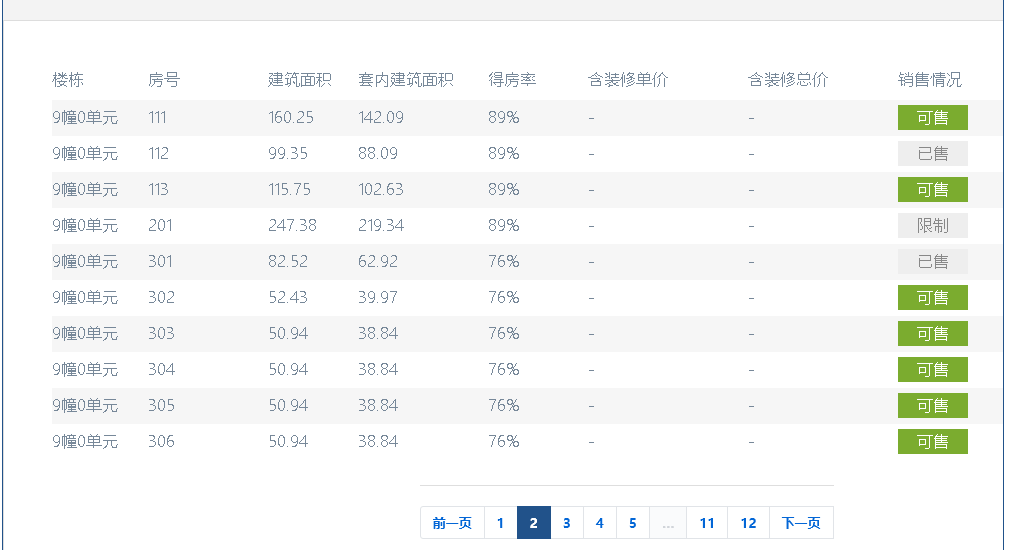 楼栋 房号 建筑面积 套内建筑面积 得房率 含装修单价 含装修总价 销售情况
9幢0单元 111 160.25 142.09 89% - - 可售
9幢0单元 112 99.35 88.09 89% - - 已售
9幢0单元 113 115.75 102.63 89% - - 可售
9幢0单元 201 247.38 219.34 89% - - 限制
9幢0单元 301 82.52 62.92 76% - - 已售
9幢0单元 302 52.43 39.97 76% - - 可售
9幢0单元 303 50.94 38.84 76% - - 可售
9幢0单元 304 50.94 38.84 76% - - 可售
9幢0单元 305 50.94 38.84 76% - - 可售
9幢0单元 306 50.94 38.84 76% - - 可售
前一页 1 2 3 4 5 ... 11 12 下一页